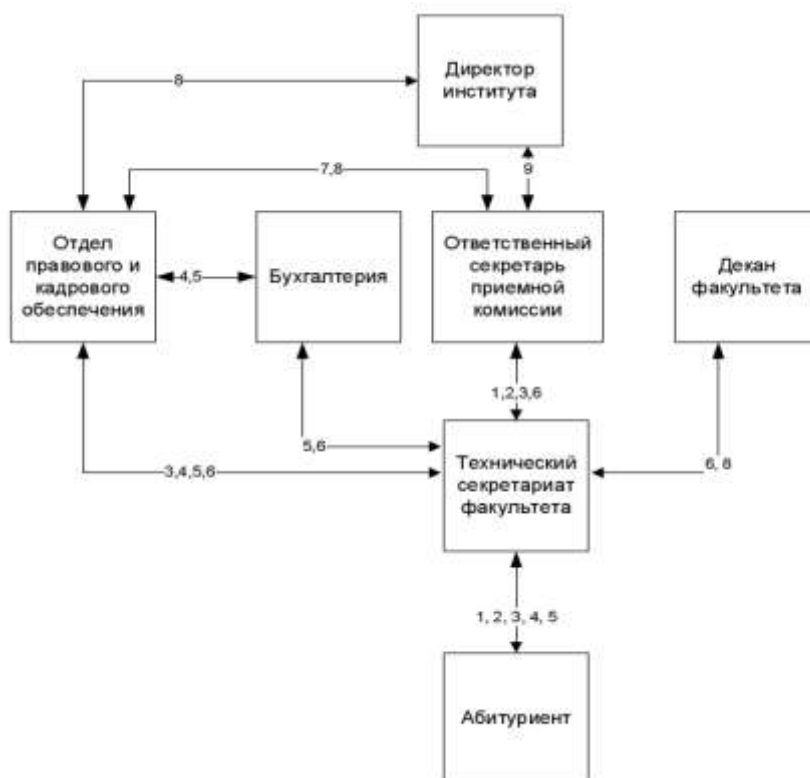 Директор
института
8
7,8
9
Отдел
правового и
кадрового
обеспечения
4,5
Бухгалтерия
Ответственный
секретарь
приемной
комиссии
Декан
факультета
1,2,3,6
5,6
3,4,5,6
Технический
секретариат
факультета
6, 8
1, 2, 3, 4, 5
Абитуриент